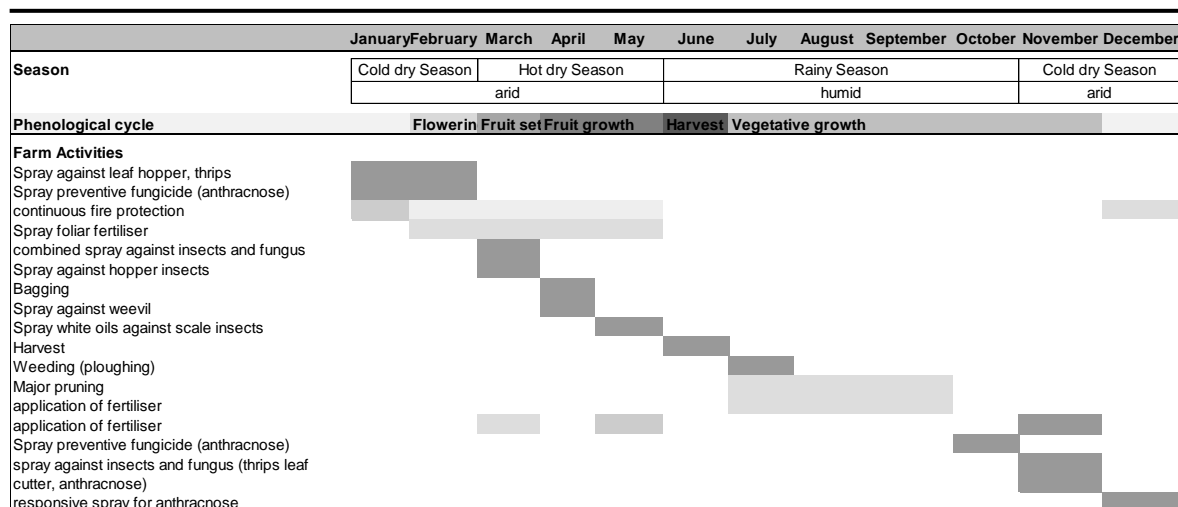 January February March April May June July August September October November December
Season Cold dry Season Hot dry Season Rainy Season Cold dry Season
arid humid arid
Phenological cycle Flowerin Fruit set Fruit growth Harvest Vegetative growth
Farm Activities
Spray against leaf hopper, thrips
Spray preventive fungicide (anthracnose)
continuous fire protection
Spray foliar fertiliser
combined spray against insects and fungus
Spray against hopper insects
Bagging
Spray against weevil
Spray white oils against scale insects
Harvest
Weeding (ploughing)
Major pruning
application of fertiliser
application of fertiliser
Spray preventive fungicide (anthracnose)
spray against insects and fungus (thrips leaf
cutter, anthracnose)
responsive spray for anthracnose